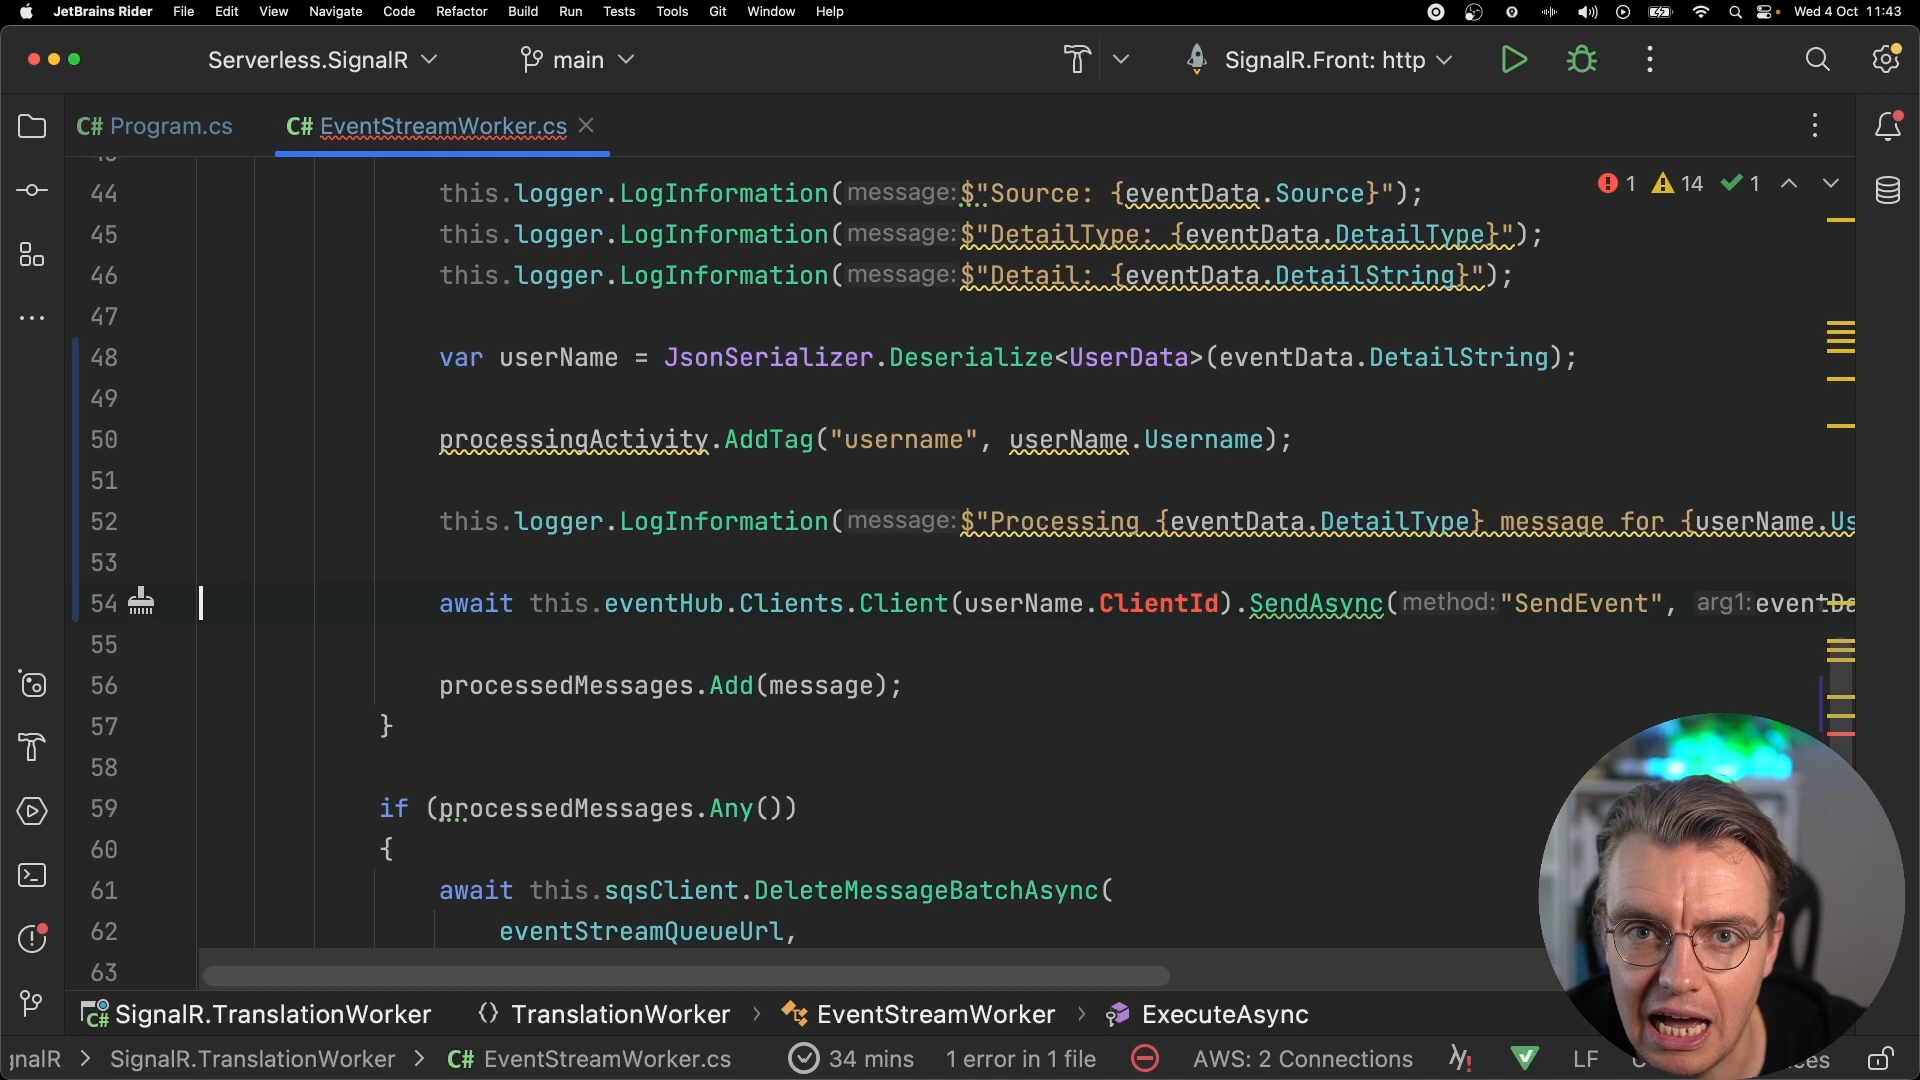 JetBrains Rider File Edit View Navigate Code Refactor Build Run Tests Tools Git Window Help Wed 4 Oct 11:43
Serverless.SignalR main SignalR.Front: http
C# Program.cs C# EventStreamWorker.cs
44 this.logger.LogInformation(message:$"Source: {eventData.Source}"); 1 14 1
45 this.logger.LogInformation(message:$"DetailType: {eventData.DetailType}");
46 this.logger.LogInformation(message:$"Detail: {eventData.DetailString}");
47
48 var userName = JsonSerializer.Deserialize<UserData>(eventData.DetailString);
49
50 processingActivity.AddTag("username", userName.Username);
51
52 this.logger.LogInformation(message:$"Processing {eventData.DetailType} message for {userName.Us
53
54 await this.eventHub.Clients.Client(userName.ClientId).SendAsync(method:"SendEvent", arg1:eventDa
55
56 processedMessages.Add(message);
57 }
58
59 if (processedMessages.Any())
60 {
61 await this.sqsClient.DeleteMessageBatchAsync(
62 eventStreamQueueUrl,
63
C# SignalR.TranslationWorker {} TranslationWorker > EventStreamWorker > ExecuteAsync
gnalR > SignalR.TranslationWorker > C# EventStreamWorker.cs 34 mins 1 error in 1 file AWS: 2 Connections LF